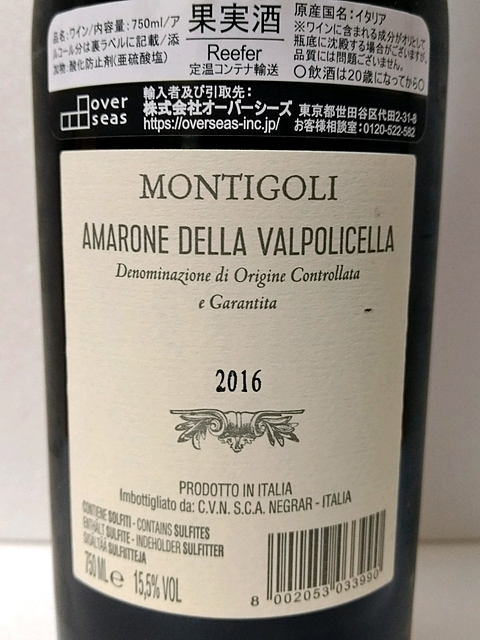 品名:ワイン/内容量:750ml/ア
ルコール分は裏ラベルに記載/添
加物:酸化防止剤(亜硫酸塩)
果実酒
Reefer
定温コンテナ輸送
原産国名:イタリア
※ワインに含まれる成分がオリとして
瓶底に沈殿する場合がございますが、
品質には問題ございません。
○飲酒は20歳になってから○
over
seas
輸入者及び引取先:
株式会社オーバーシーズ 東京都世田谷区代田2-31-8
https://overseas-inc.jp/ お客様相談室:0120-522-582
MONTIGOLI
AMARONE DELLA VALPOLICELLA
Denominazione di Origine Controllata
e Garantita
2016
PRODOTTO IN ITALIA
Imbottigliato da: C.V.N. S.C.A. NEGRAR - ITALIA
CONTIENE SOLFITI - CONTAINS SULFITES
ENTHÄLT SULFITE - INDEHOLDER SULFITTER
SISÄLTÄÄ SULFIITTEJA
750 ML e 15,5% VOL
8 002053 033990